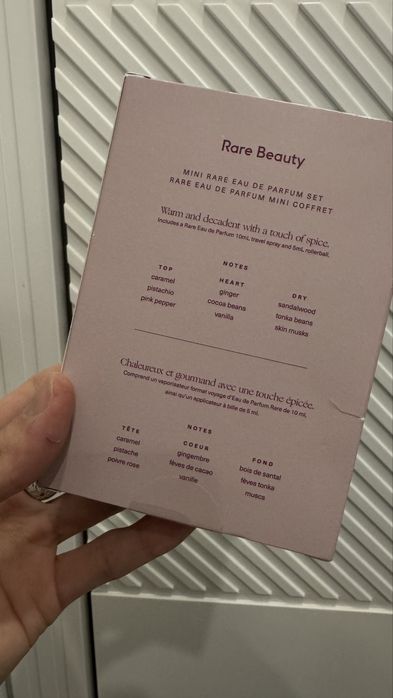 Rare Beauty
MINI RARE EAU DE PARFUM SET
RARE EAU DE PARFUM MINI COFFRET
Warm and decadent with a touch of spice.
Includes a Rare Eau de Parfum 10mL travel spray and 5mL rollerball.
NOTES
TOP
caramel
pistachio
pink pepper
HEART
ginger
cocoa beans
vanilla
DRY
sandalwood
tonka beans
skin musks
Chaleureux et gourmand avec une touche épicée.
Comprend un vaporisateur format voyage d'Eau de Parfum Rare de 10 ml,
ainsi qu'un applicateur à bille de 5 ml.
NOTES
TÊTE
caramel
pistache
poivre rose
COEUR
gingembre
fèves de cacao
vanille
FOND
bois de santal
fèves tonka
muscs